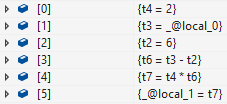 [0] {t4 = 2}
[1] {t3 = _@local_0}
[2] {t2 = 6}
[3] {t6 = t3 - t2}
[4] {t7 = t4 * t6}
[5] {_@local_1 = t7}